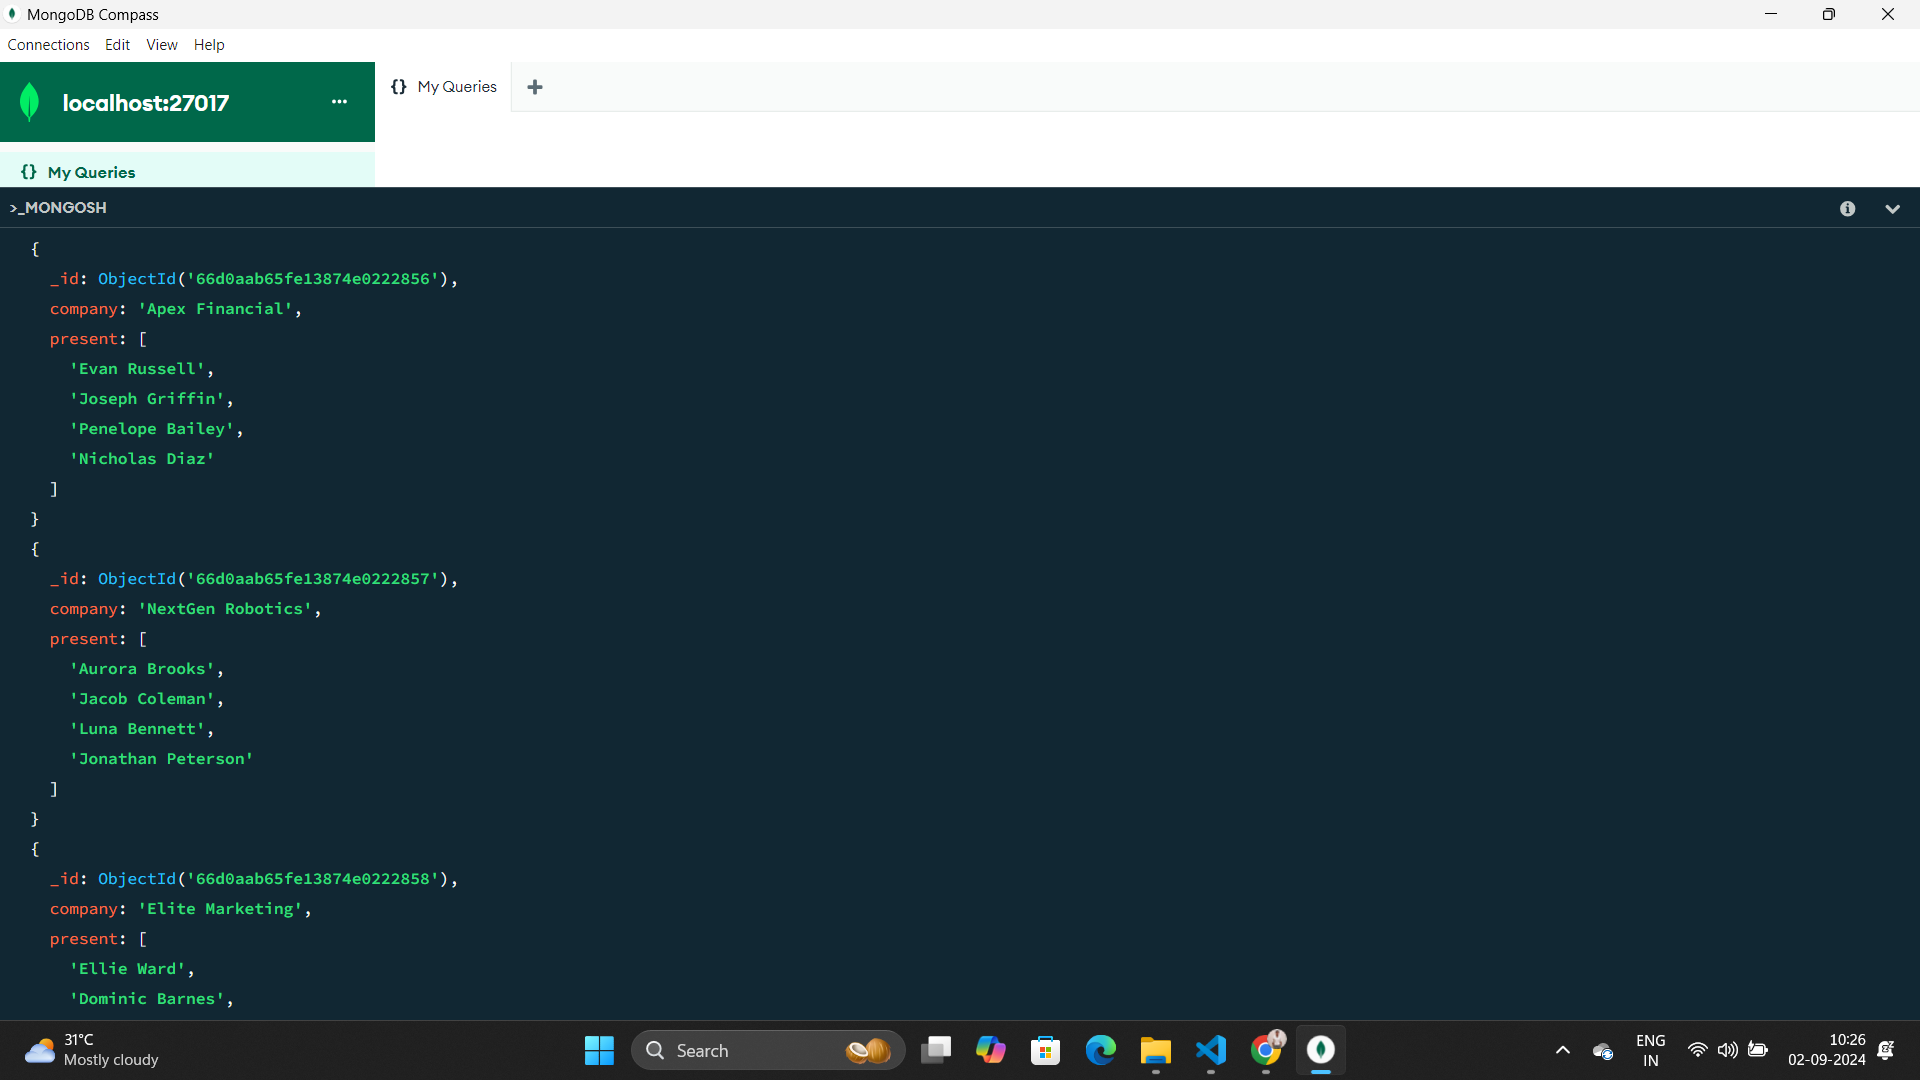 MongoDB Compass
Connections Edit View Help
localhost:27017 ...
{} My Queries +
{} My Queries
>_MONGOSH
{
_id: ObjectId('66d0aab65fe13874e0222856'),
company: 'Apex Financial',
present: [
'Evan Russell',
'Joseph Griffin',
'Penelope Bailey',
'Nicholas Diaz'
]
}
{
_id: ObjectId('66d0aab65fe13874e0222857'),
company: 'NextGen Robotics',
present: [
'Aurora Brooks',
'Jacob Coleman',
'Luna Bennett',
'Jonathan Peterson'
]
}
{
_id: ObjectId('66d0aab65fe13874e0222858'),
company: 'Elite Marketing',
present: [
'Ellie Ward',
'Dominic Barnes',
31°C
Mostly cloudy
Search
ENG
IN
10:26
02-09-2024